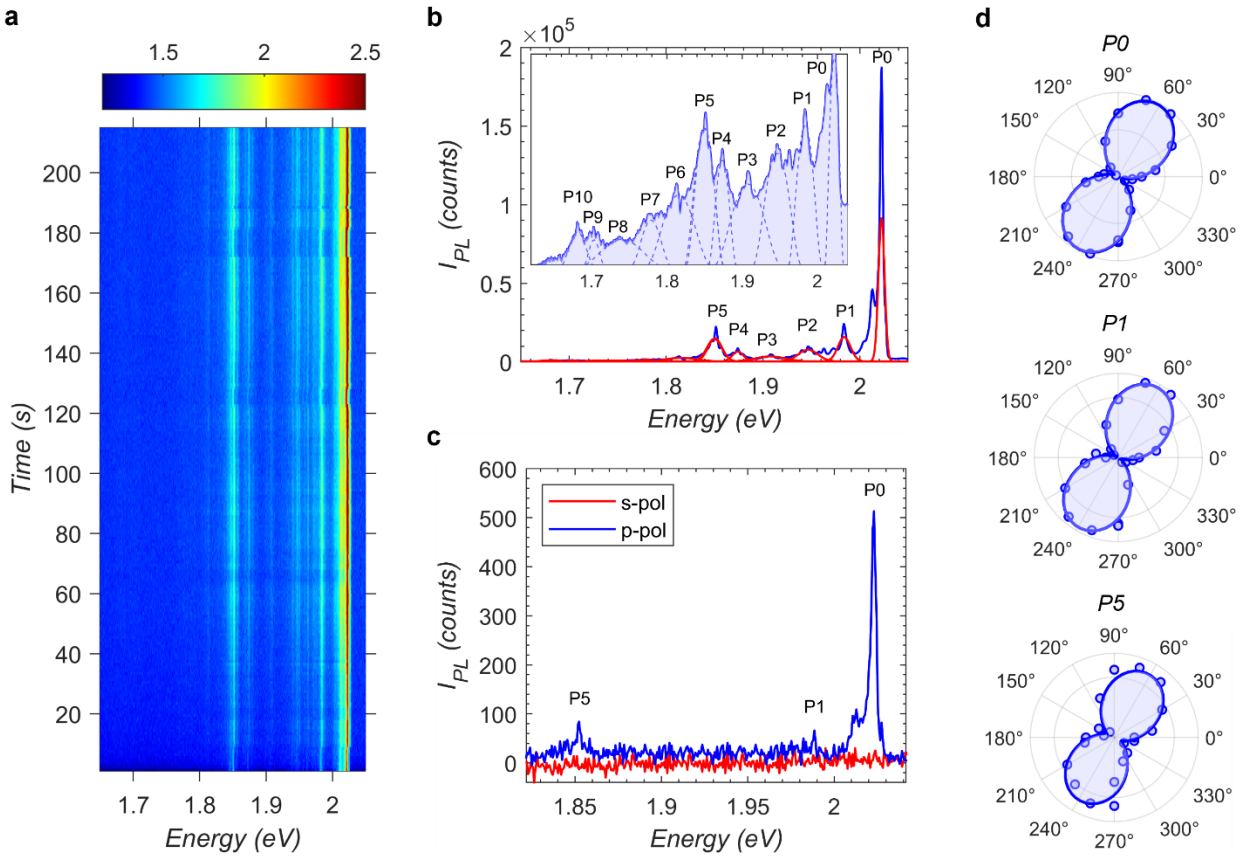 a
1.5 2 2.5
200
180
160
140
120
100
80
60
40
20
Time (s)
1.7 1.8 1.9 2
Energy (eV)
b
×10⁵
2
1.5
1
0.5
0
I_PL (counts)
P0
P5
P4
P3
P2
P1
1.7 1.8 1.9 2
Energy (eV)
P10
P9
P8
P7
P6
P5
P4
P3
P2
P1
P0
1.7 1.8 1.9 2
c
600
500
400
300
200
100
0
I_PL (counts)
s-pol
p-pol
P5
P1
P0
1.85 1.9 1.95 2
Energy (eV)
d
P0
90°
120° 60°
150° 30°
180° 0°
210° 330°
240° 300°
270°
P1
90°
120° 60°
150° 30°
180° 0°
210° 330°
240° 300°
270°
P5
90°
120° 60°
150° 30°
180° 0°
210° 330°
240° 300°
270°